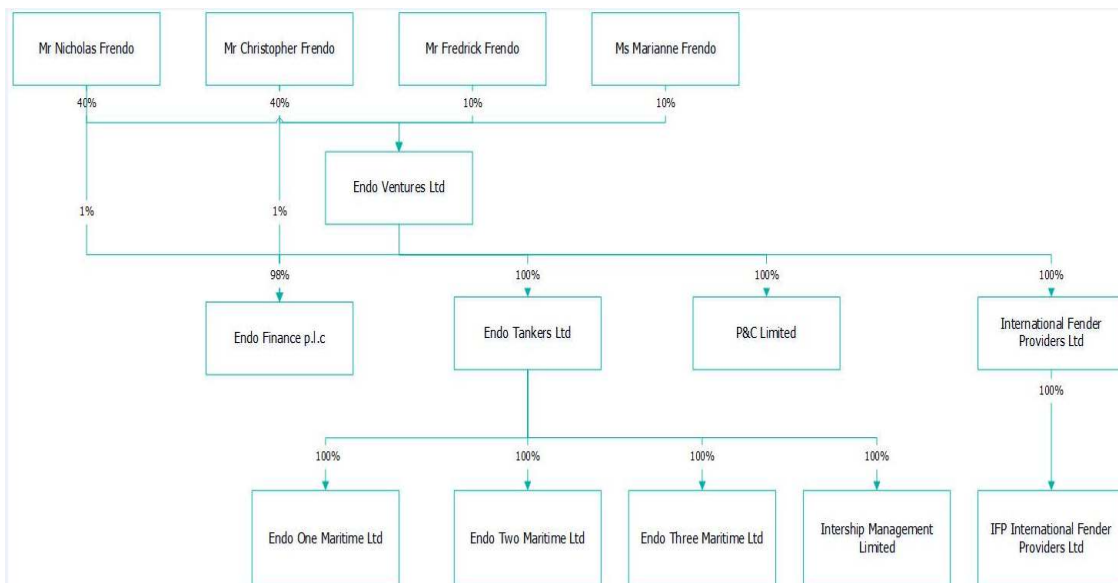 Mr Nicholas Frendo
Mr Christopher Frendo
Mr Fredrick Frendo
Ms Marianne Frendo
40%
40%
10%
10%
Endo Ventures Ltd
1%
1%
98%
100%
100%
100%
Endo Finance p.l.c
Endo Tankers Ltd
P&C Limited
International Fender
Providers Ltd
100%
100%
100%
100%
100%
Endo One Maritime Ltd
Endo Two Maritime Ltd
Endo Three Maritime Ltd
Intership Management
Limited
IFP International Fender
Providers Ltd